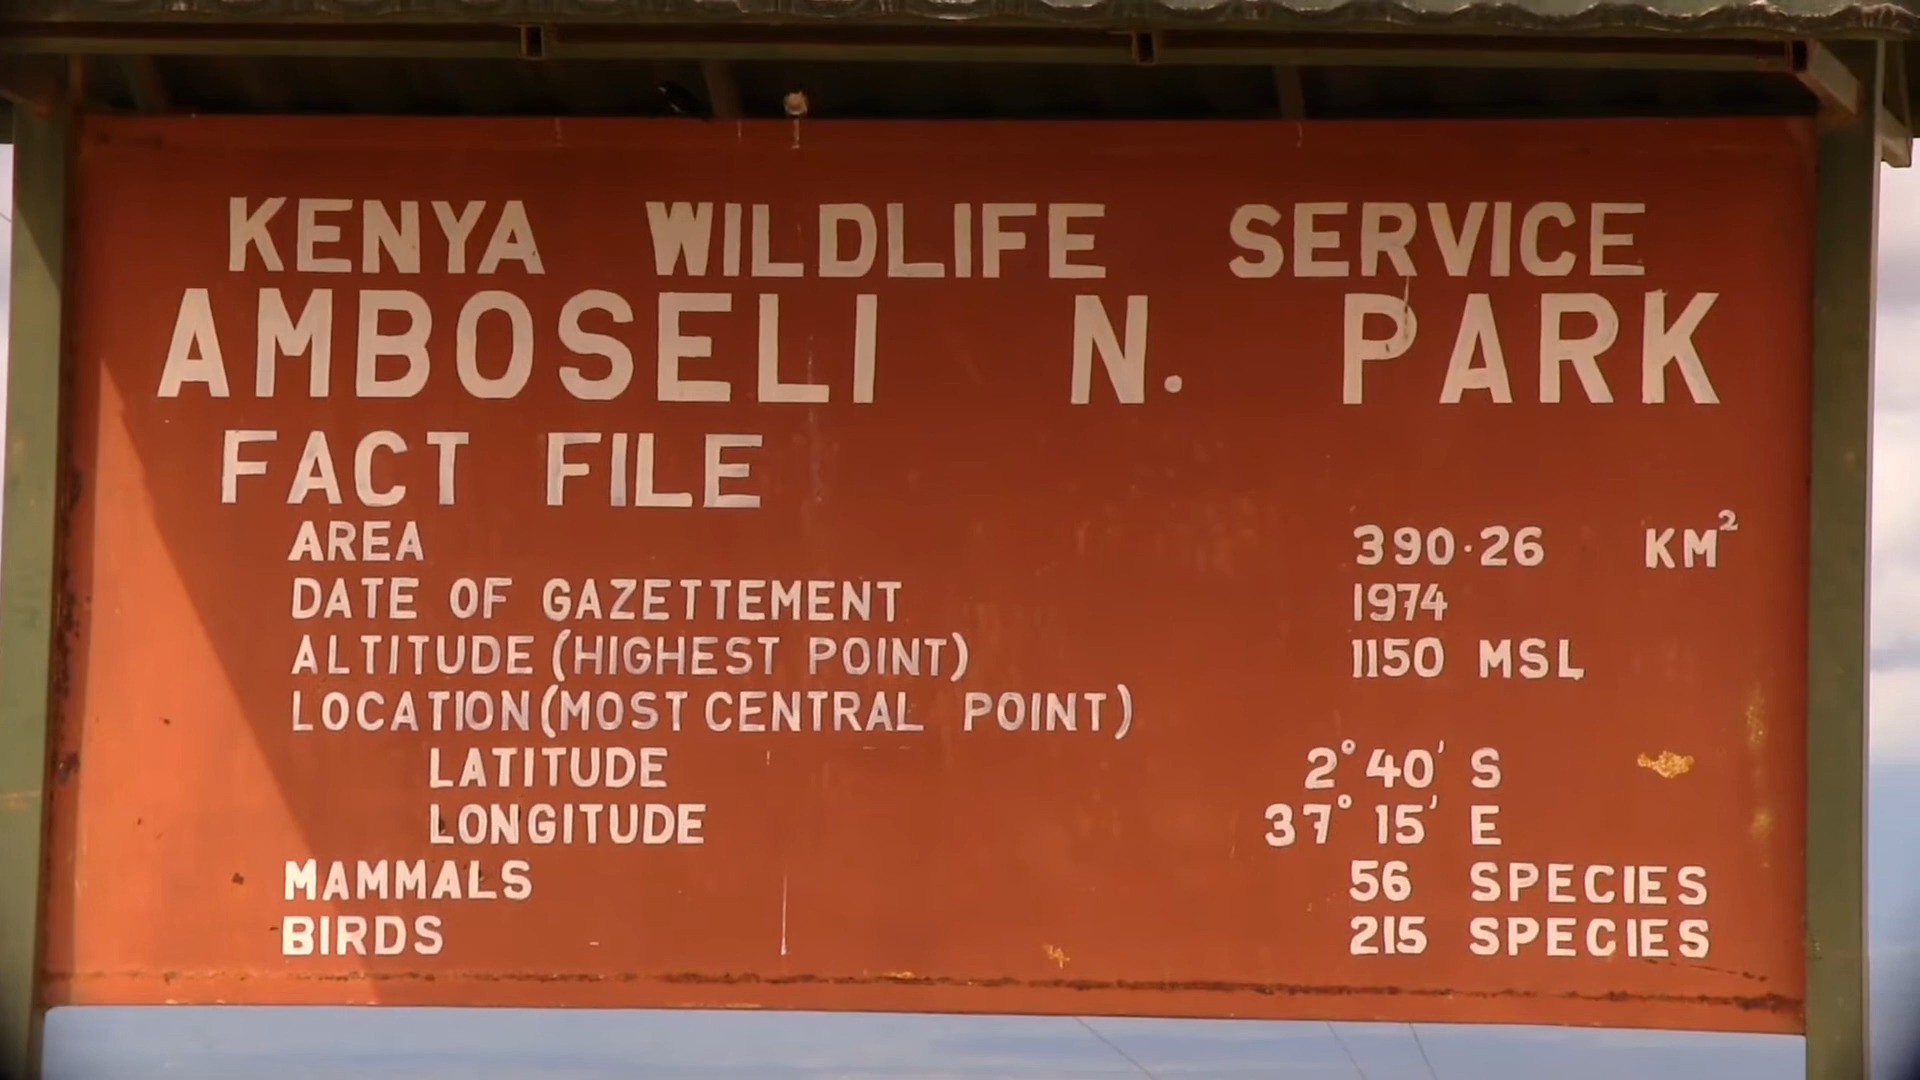 KENYA WILDLIFE SERVICE
AMBOSELI N. PARK
FACT FILE
AREA 390·26 KM²
DATE OF GAZETTEMENT 1974
ALTITUDE (HIGHEST POINT) 1150 MSL
LOCATION (MOST CENTRAL POINT)
LATITUDE 2° 40' S
LONGITUDE 37° 15' E
MAMMALS 56 SPECIES
BIRDS 215 SPECIES